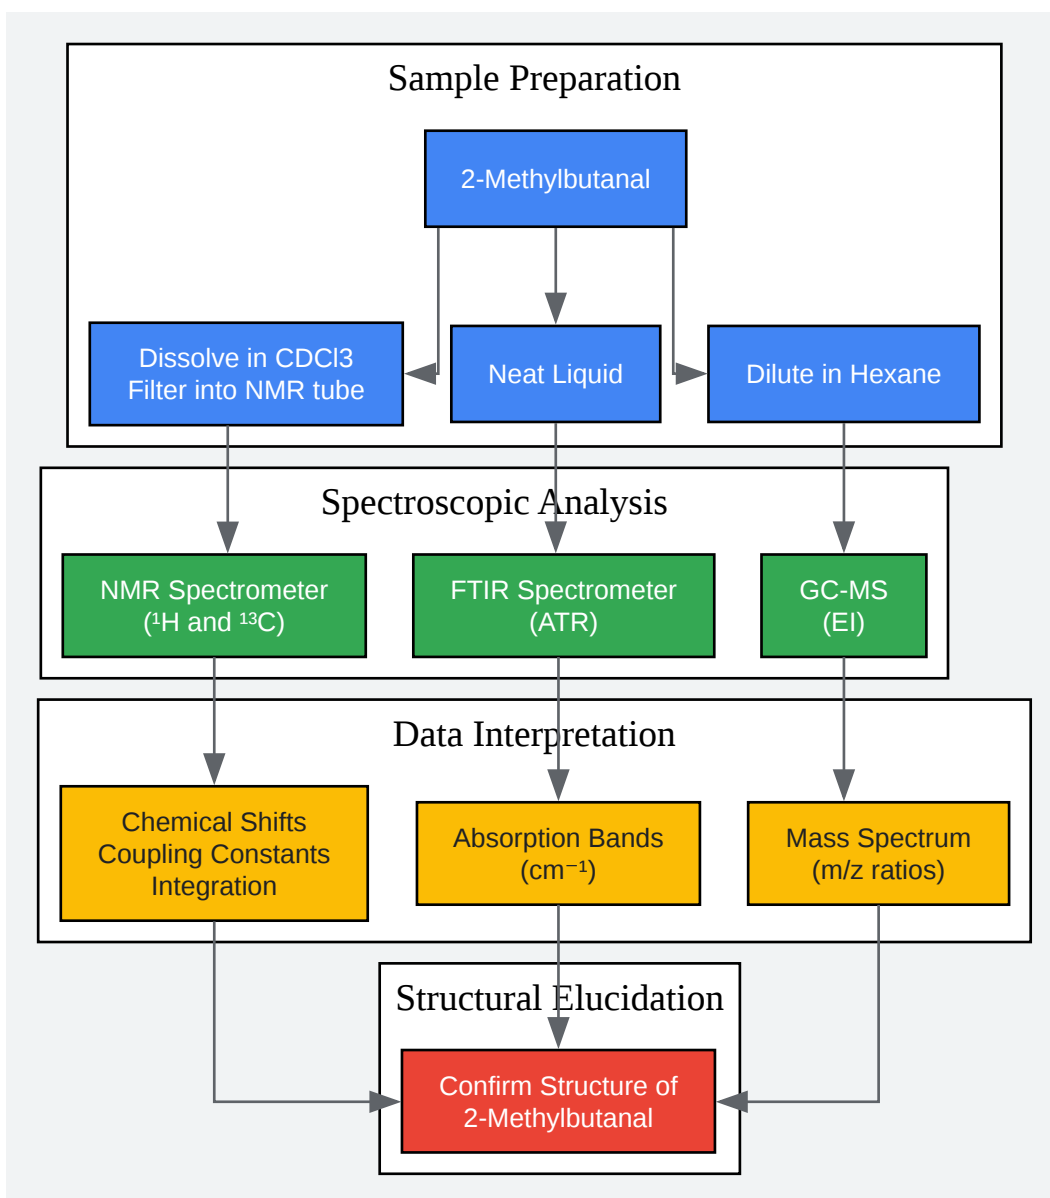 Sample Preparation
2-Methylbutanal
Dissolve in CDCl3
Filter into NMR tube
Neat Liquid
Dilute in Hexane
Spectroscopic Analysis
NMR Spectrometer
(¹H and ¹³C)
FTIR Spectrometer
(ATR)
GC-MS
(EI)
Data Interpretation
Chemical Shifts
Coupling Constants
Integration
Absorption Bands
(cm⁻¹)
Mass Spectrum
(m/z ratios)
Structural Elucidation
Confirm Structure of
2-Methylbutanal